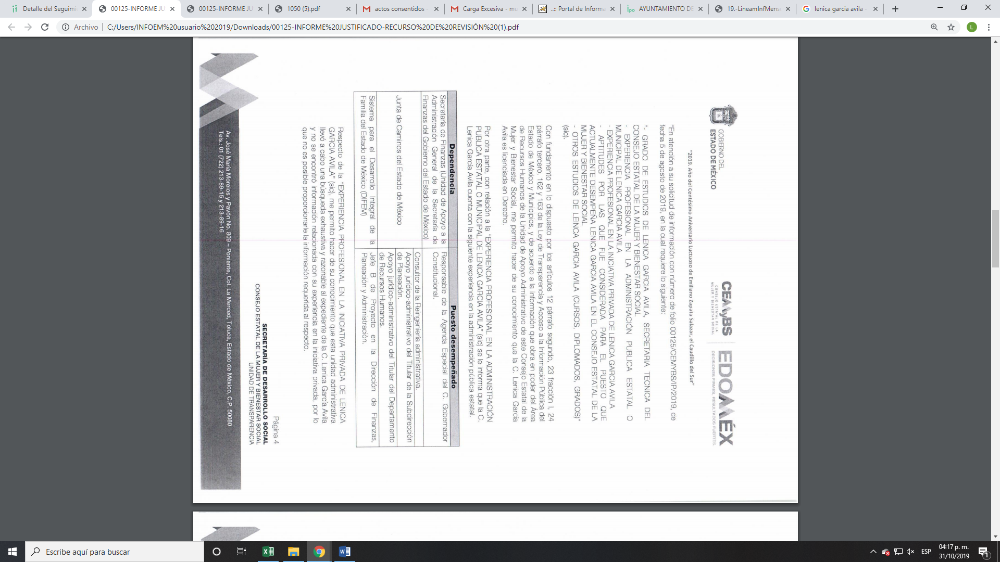 Detalle del Seguimi
00125-INFORME JU
00125-INFORME JU
1050 (5).pdf
actos consentidos -
Carga Excesiva - mu
..:: Portal de Informa
AYUNTAMIENTO DE
19.-LineamInfMens
lenica garcia avila -
Archivo
C:/Users/INFOEM%20usuario%202019/Downloads/00125-INFORME%20JUSTIFICADO-RECURSO%20DE%20REVISIÓN%20(1).pdf
L
GOBIERNO DEL
ESTADO DE MÉXICO
CEMyBS
CONSEJO ESTATAL DE LA
MUJER Y BIENESTAR SOCIAL
EDOMÉX
DECISIONES FIRMES, RESULTADOS FUERTES.
"2019. Año del Centésimo Aniversario Luctuoso de Emiliano Zapata Salazar, el Caudillo del Sur"
"En atención a su solicitud de información con número de folio 00125/CEMYBS/IP/2019, de
fecha 5 de agosto de 2019, en la cual requiere lo siguiente:
"- GRADO DE ESTUDIOS DE LENICA GARCIA AVILA, SECRETARIA TECNICA DEL
CONSEJO ESTATAL DE LA MUJER Y BIENESTAR SOCIAL
- EXPERIENCIA PROFESIONAL EN LA ADMINISTRACIÓN PUBLICA ESTATAL O
MUNICIPAL DE LENICA GARCIA AVILA
- EXPERIENCIA PROFESIONAL EN LA INICIATIVA PRIVADA DE LENICA GARCIA AVILA
- APTITUDES POR LAS QUE FUE CONSIDERADA PARA EL PUESTO QUE
ACTUALMENTE DESEMPEÑA LENICA GARCIA AVILA EN EL CONSEJO ESTATAL DE LA
MUJER Y BIENESTAR SOCIAL
- OTROS ESTUDIOS DE LEINCA GARCIA AVILA (CURSOS, DIPLOMADOS, GRADOS)"
(sic).
Con fundamento en lo dispuesto por los artículos 12 párrafo segundo, 23 fracción I, 24
párrafo tercero, 162 y 163 de la Ley de Transparencia y Acceso a la Información Pública del
Estado de México y Municipios, y de acuerdo a la información que obra en poder del Área
de Recursos Humanos de la Unidad de Apoyo Administrativo de este Consejo Estatal de la
Mujer y Bienestar Social, me permito hacer de su conocimiento que la C. Lenica García
Avila es licenciada en Derecho.
Por otra parte, con relación a la "EXPERIENCIA PROFESIONAL EN LA ADMINISTRACIÓN
PUBLICA ESTATAL O MUNICIPAL DE LENICA GARCIA AVILA" (sic) se le informa que la C.
Lenica García Avila cuenta con la siguiente experiencia en la administración pública estatal.
Dependencia
Puesto desempeñado
Secretaría de Finanzas (Unidad de Apoyo a la
Administración General de la Secretaría de
Finanzas del Gobierno del Estado de México)
Responsable de la Agenda Especial del C. Gobernador
Constitucional.
Junta de Caminos del Estado de México
Consultor de la Reingeniería administrativa.
Apoyo jurídico-administrativo del Titular de la Subdirección
de Planeación.
Apoyo jurídico-administrativo del Titular del Departamento
de Recursos Humanos.
Sistema para el Desarrollo Integral de la
Familia del Estado de México (DIFEM)
Jefe B de Proyecto en la Dirección de Finanzas,
Planeación y Administración.
Respecto de la "EXPERIENCIA PROFESIONAL EN LA INICIATIVA PRIVADA DE LENICA
GARCIA AVILA" (sic), me permito hacer de su conocimiento que esta unidad administrativa
llevó a cabo una búsqueda exhaustiva y razonable al expediente de la C. Lenica García Avila
y no se encontró información relacionada con su experiencia en la iniciativa privada, por lo
que no es posible proporcionarle la información requerida al respecto.
Página 4
SECRETARÍA DE DESARROLLO SOCIAL
CONSEJO ESTATAL DE LA MUJER Y BIENESTAR SOCIAL
UNIDAD DE TRANSPARENCIA
Av. José María Morelos y Pavón No. 809 – Poniente, Col. La Merced, Toluca, Estado de México, C.P. 50080
Tels.: 01 (722) 213-89-15 y 213-89-16
Escribe aquí para buscar
ESP
04:17 p. m.
31/10/2019
1